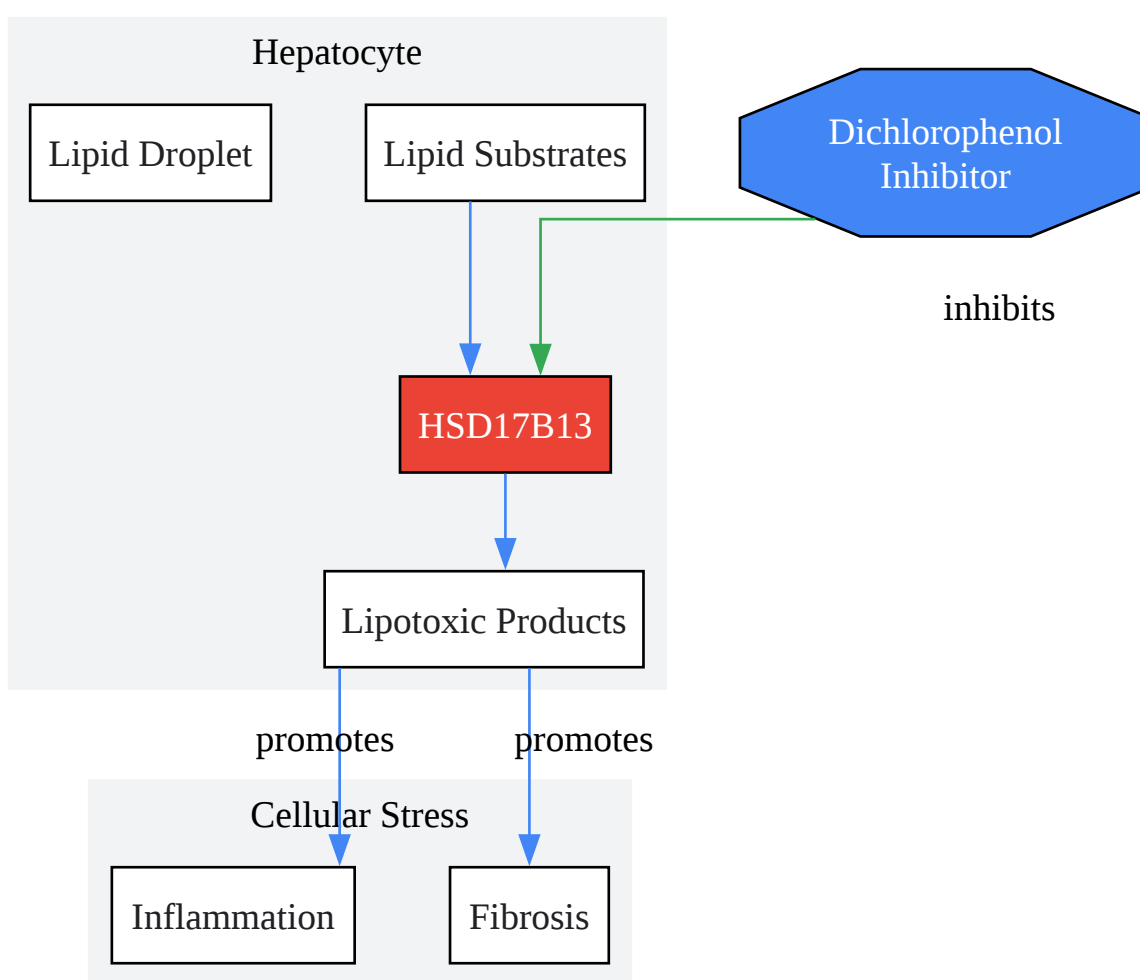 Hepatocyte
Lipid Droplet
Lipid Substrates
Dichlorophenol
Inhibitor
inhibits
HSD17B13
Lipotoxic Products
promotes
promotes
Cellular Stress
Inflammation
Fibrosis